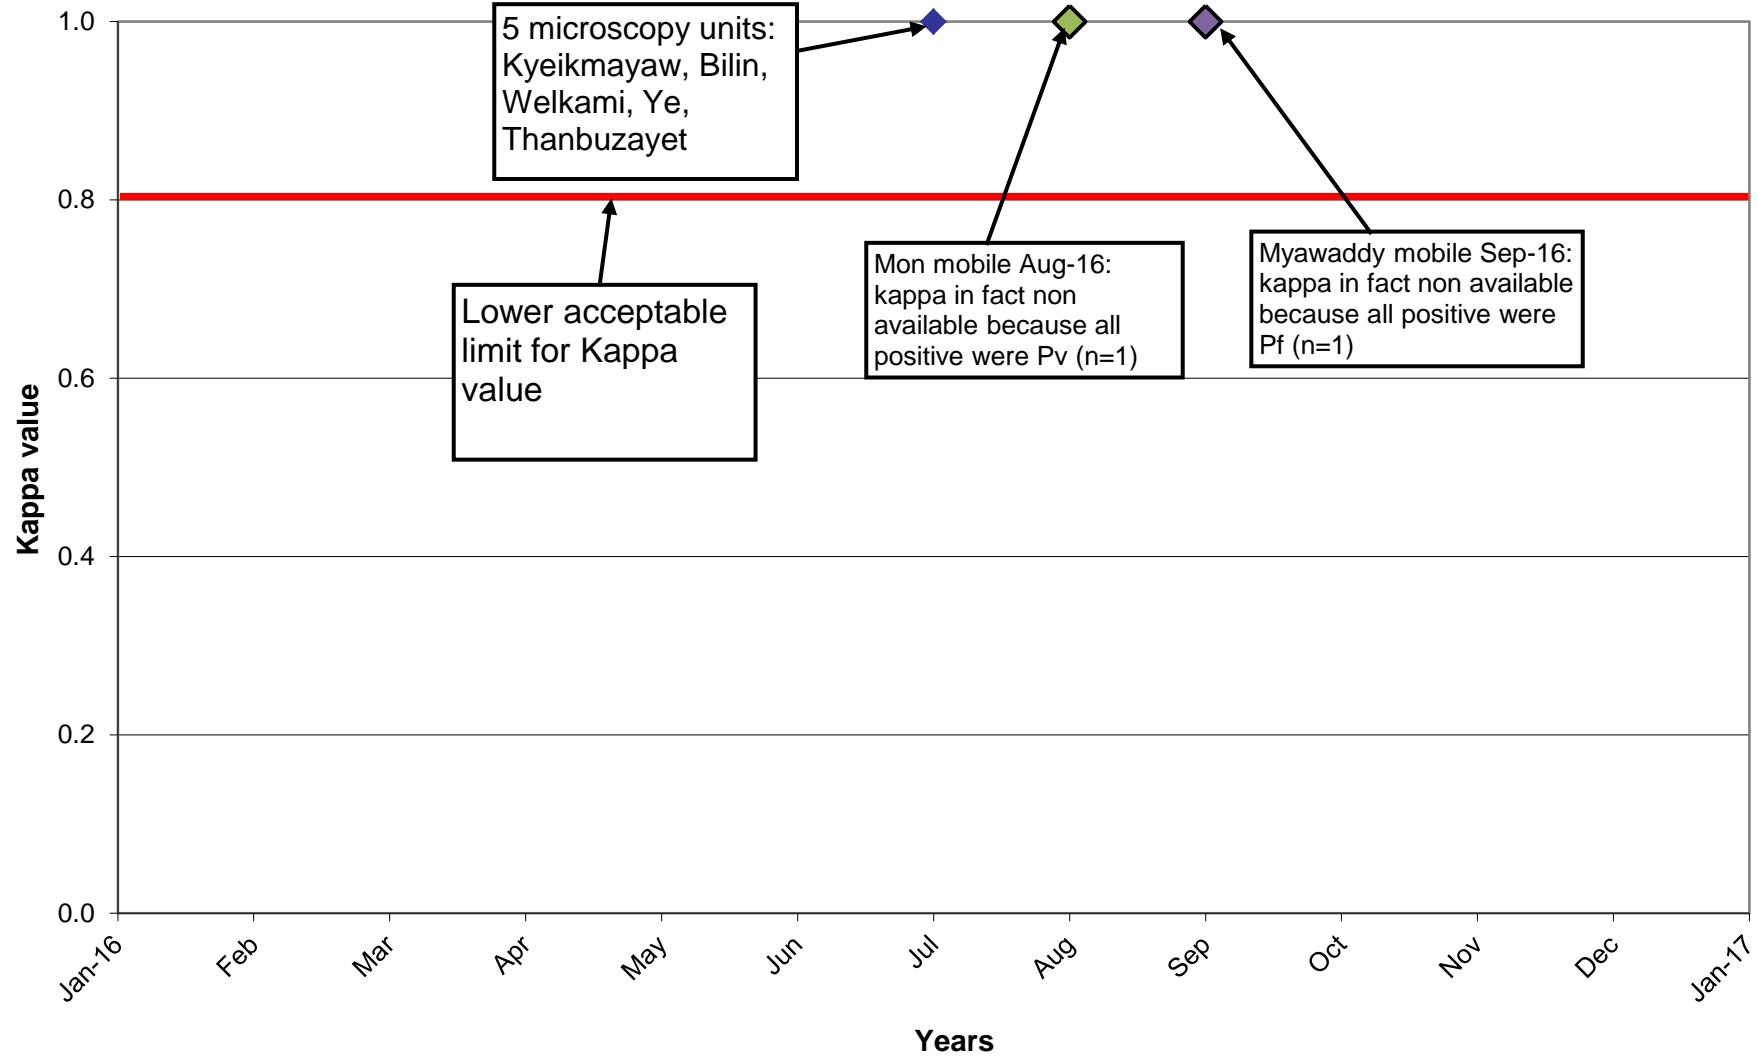 1.0
0.8
0.6
0.4
0.2
0.0
Kappa value
5 microscopy units:
Kyeikmayaw, Bilin,
Welkami, Ye,
Thanbuzayet
Lower acceptable
limit for Kappa
value
Mon mobile Aug-16:
kappa in fact non
available because all
positive were Pv (n=1)
Myawaddy mobile Sep-16:
kappa in fact non available
because all positive were
Pf (n=1)
Jan-16
Feb
Mar
Apr
May
Jun
Jul
Aug
Sep
Oct
Nov
Dec
Jan-17
Years